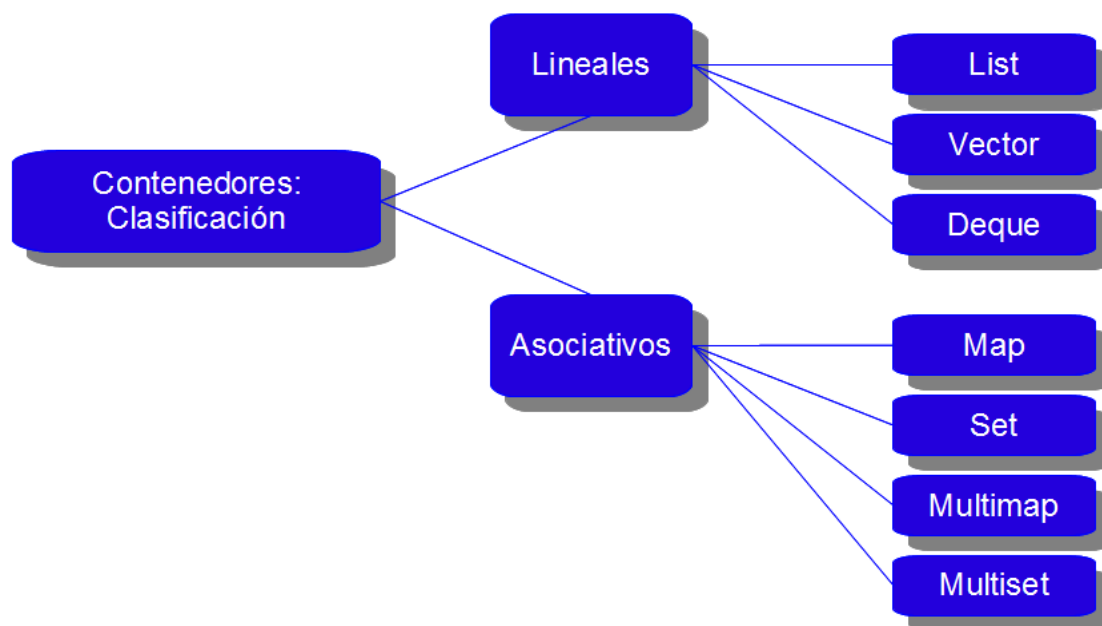 Contenedores:
Clasificación
Lineales
List
Vector
Deque
Asociativos
Map
Set
Multimap
Multiset